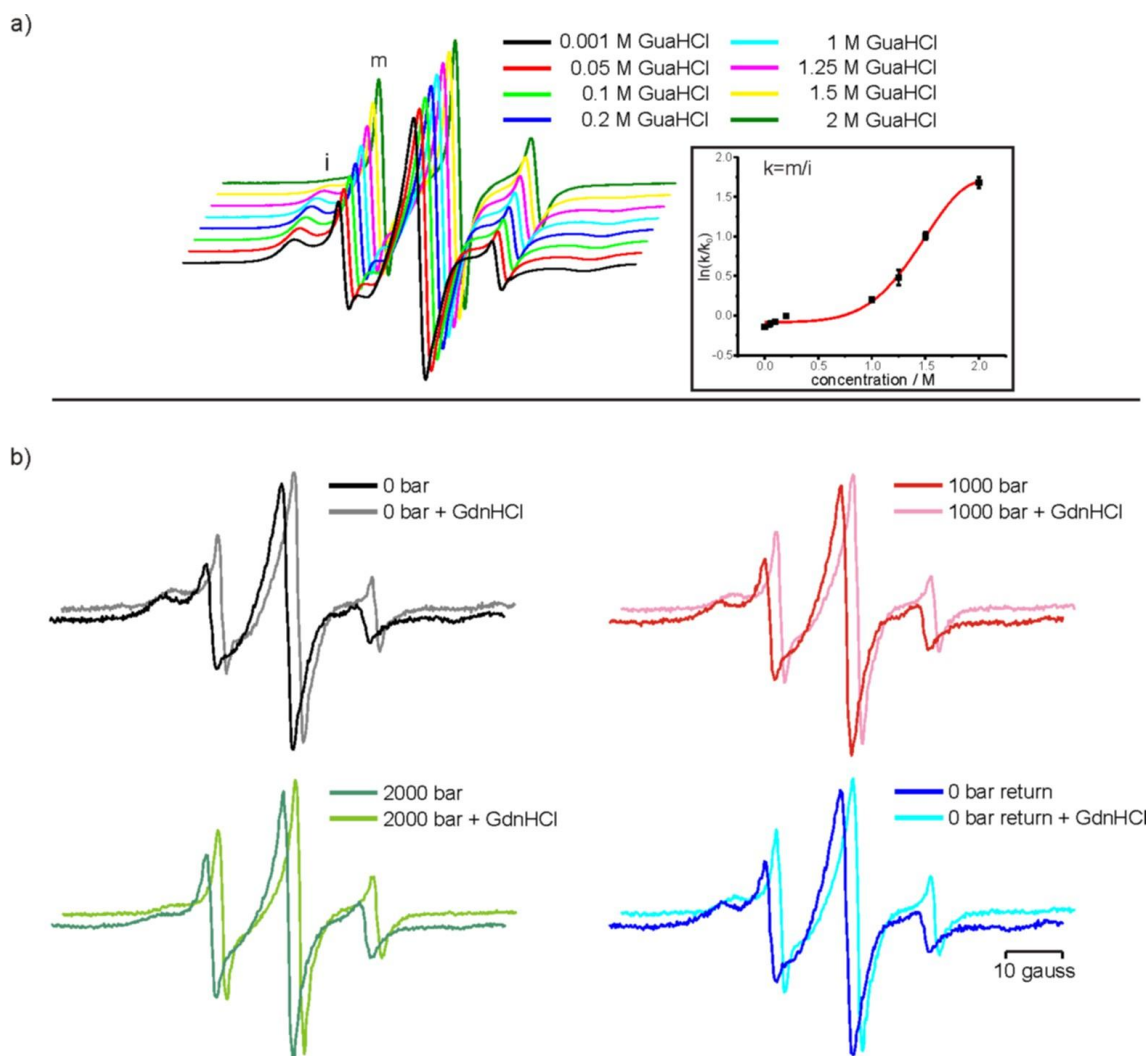 a)
m
i
0.001 M GuaHCl
0.05 M GuaHCl
0.1 M GuaHCl
0.2 M GuaHCl
1 M GuaHCl
1.25 M GuaHCl
1.5 M GuaHCl
2 M GuaHCl
k=m/i
ln(k/k₀)
2.0
1.5
1.0
0.5
0.0
-0.5
0.0 0.5 1.0 1.5 2.0
concentration / M
b)
0 bar
0 bar + GdnHCl
1000 bar
1000 bar + GdnHCl
2000 bar
2000 bar + GdnHCl
0 bar return
0 bar return + GdnHCl
10 gauss